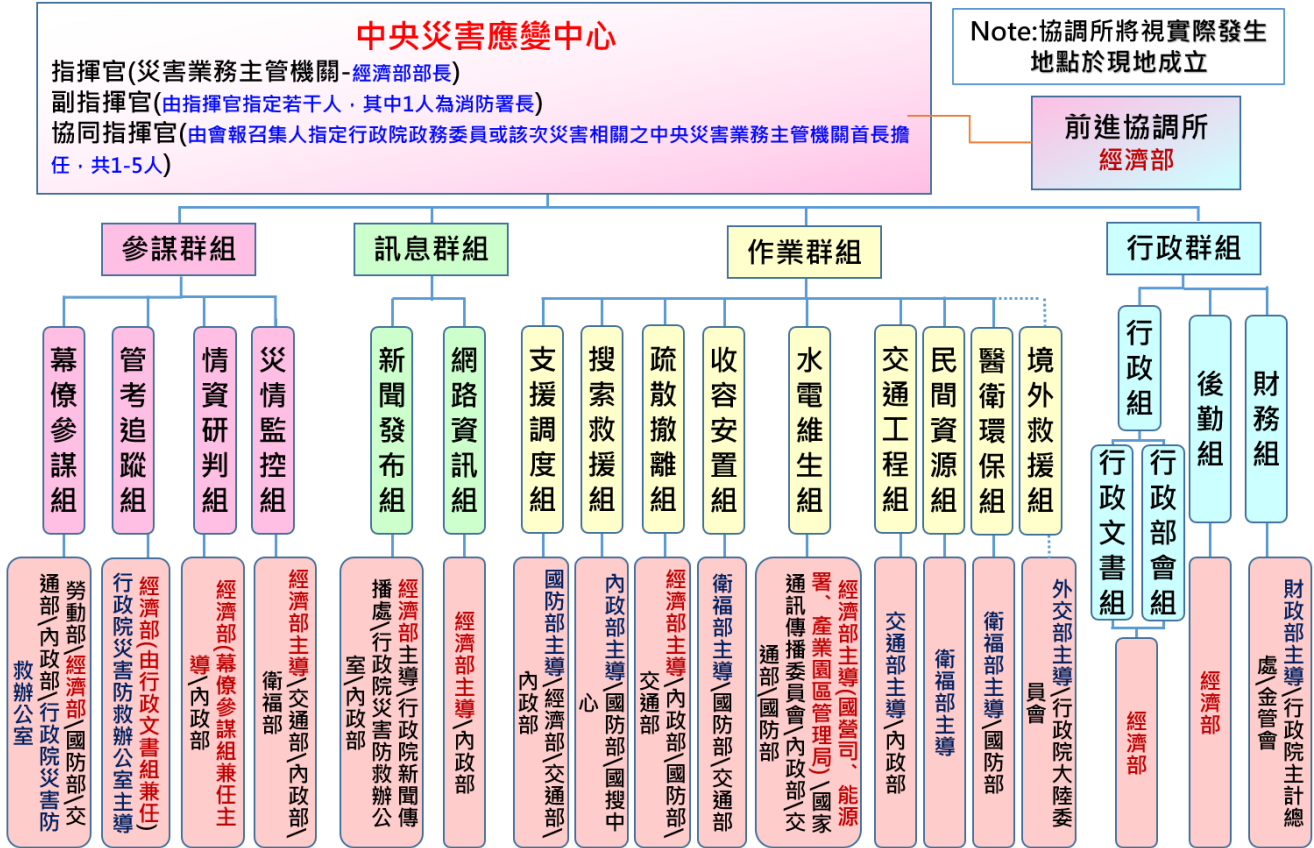 中央災害應變中心
指揮官(災害業務主管機關-經濟部部長)
副指揮官(由指揮官指定若干人，其中1人為消防署長)
協同指揮官(由會報召集人指定行政院政務委員或該次災害相關之中央災害業務主管機關首長擔
任，共1-5人)
Note:協調所將視實際發生
地點於現地成立
前進協調所
經濟部
參謀群組
訊息群組
作業群組
行政群組
幕僚參謀組
管考追蹤組
情資研判組
災情監控組
新聞發布組
網路資訊組
支援調度組
搜索救援組
疏散撤離組
收容安置組
水電維生組
交通工程組
民間資源組
醫衛環保組
境外救援組
行政組
行政文書組
行政部會組
後勤組
財務組
勞動部\經濟部\國防部\交
通部\內政部\行政院災害防
救辦公室
經濟部(由行政文書組兼任)
行政院災害防救辦公室主導
經濟部(幕僚參謀組兼任主
導)\內政部
經濟部主導\交通部\內政部\
衛福部
經濟部主導\行政院新聞傳
播處\行政院災害防救辦公
室\內政部
經濟部主導\內政部
國防部主導\經濟部\交通部\
內政部
內政部主導\國防部\國搜中
心
經濟部主導\內政部\國防部\
交通部
衛福部主導\國防部\交通部
經濟部主導(國營司、能源
署、產業園區管理局)\國家
通訊傳播委員會\內政部\交
通部\國防部
交通部主導\內政部
衛福部主導
衛福部主導\國防部
外交部主導\行政院大陸委
員會
經濟部
經濟部
財政部主導\行政院主計總
處\金管會